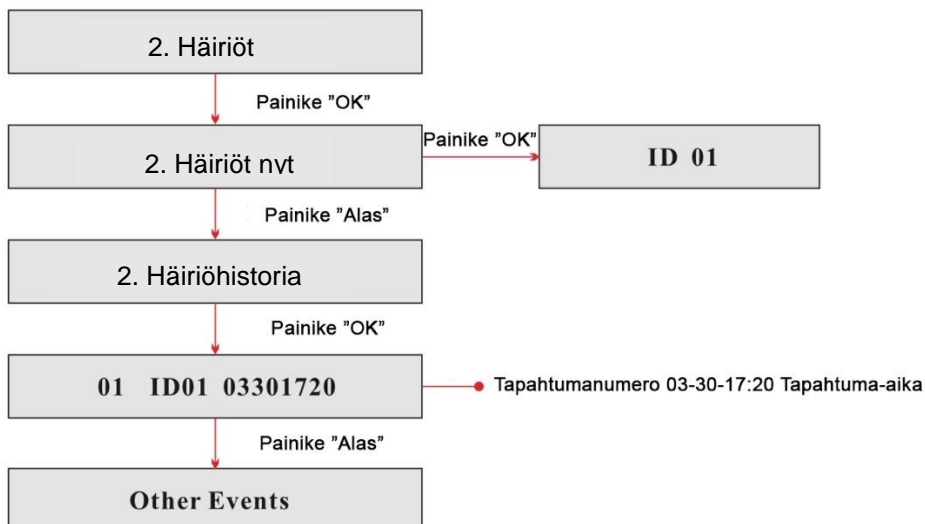 2. Häiriöt
Painike "OK"
Painike "OK"
2. Häiriöt nvt
ID 01
Painike "Alas"
2. Häiriöhistoria
Painike "OK"
01 ID01 03301720
Tapahtumanumero 03-30-17:20 Tapahtuma-aika
Painike "Alas"
Other Events